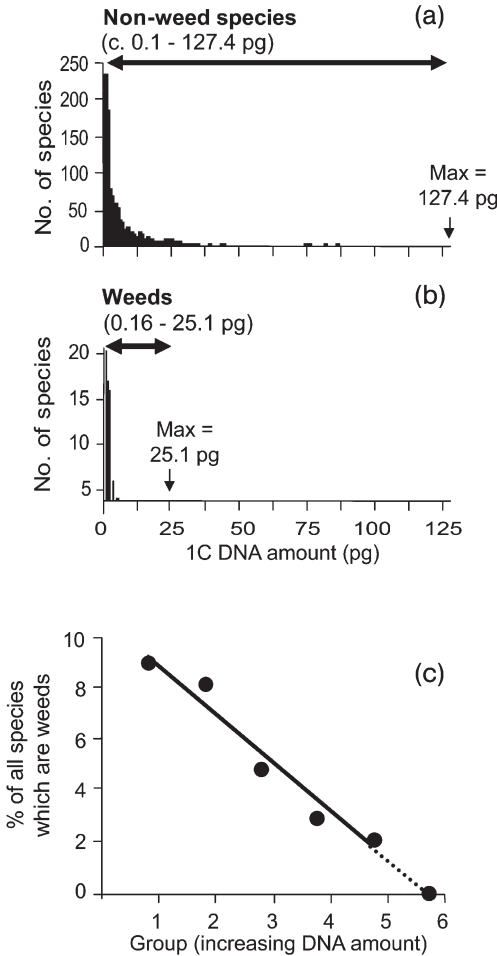 Non-weed species
(a)
(c. 0.1 - 127.4 pg)
250
200
150
100
50
0
No. of species
Max =
127.4 pg
Weeds
(b)
(0.16 - 25.1 pg)
20
15
10
5
No. of species
Max =
25.1 pg
0 25 50 75 100 125
1C DNA amount (pg)
(c)
10
8
6
4
2
0
% of all species
which are weeds
1 2 3 4 5 6
Group (increasing DNA amount)